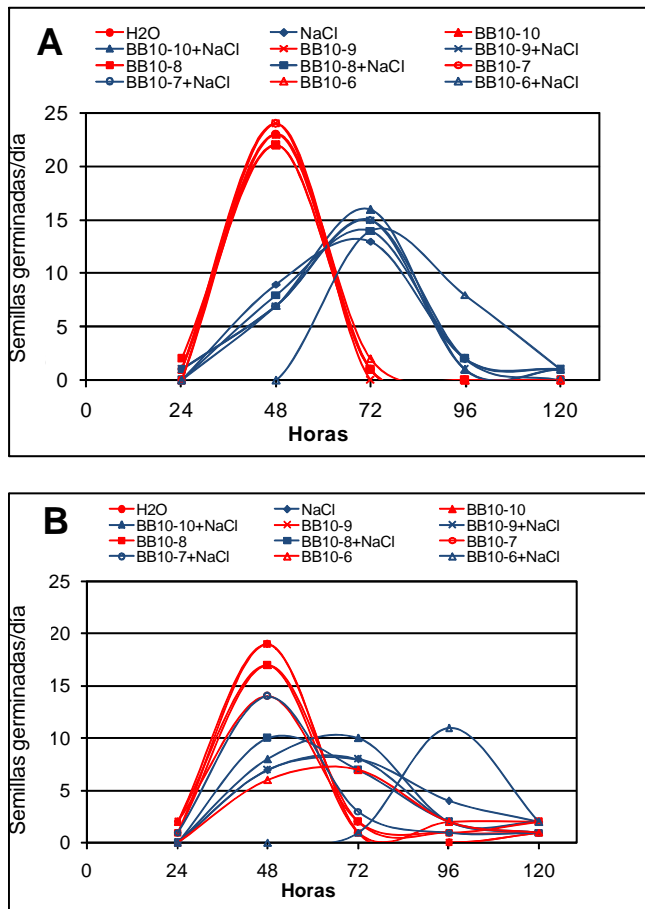 A
H2O NaCl BB10-10
BB10-10+NaCl BB10-9 BB10-9+NaCl
BB10-8 BB10-8+NaCl BB10-7
BB10-7+NaCl BB10-6 BB10-6+NaCl
Semillas germinadas/día
25
20
15
10
5
0
0 24 48 72 96 120
Horas
B
H2O NaCl BB10-10
BB10-10+NaCl BB10-9 BB10-9+NaCl
BB10-8 BB10-8+NaCl BB10-7
BB10-7+NaCl BB10-6 BB10-6+NaCl
Semillas germinadas/día
25
20
15
10
5
0
0 24 48 72 96 120
Horas